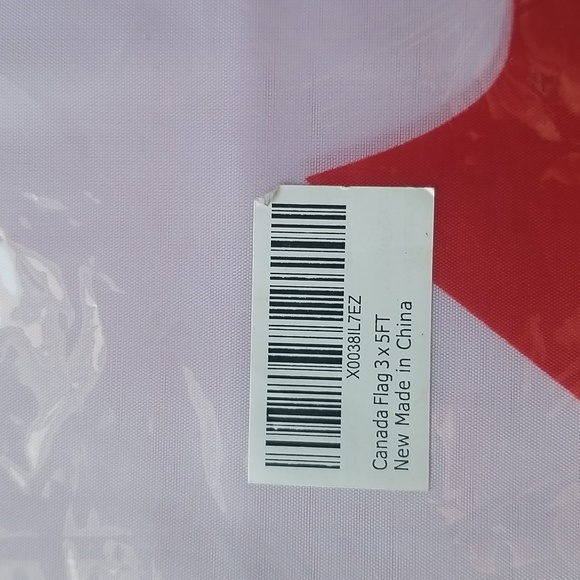 X0038IL7EZ
Canada Flag 3 x 5FT
New Made in China